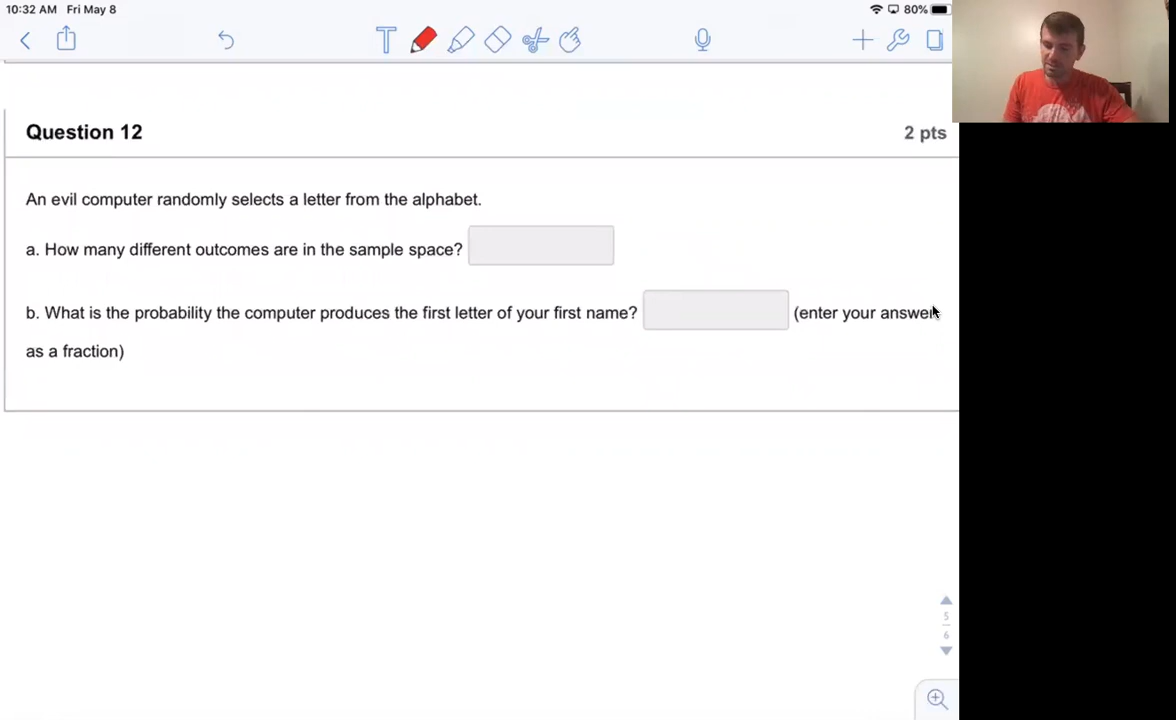 10:32 AM Fri May 8
80%
T
Question 12
2 pts
An evil computer randomly selects a letter from the alphabet.
a. How many different outcomes are in the sample space?
b. What is the probability the computer produces the first letter of your first name? (enter your answer
as a fraction)
5
6